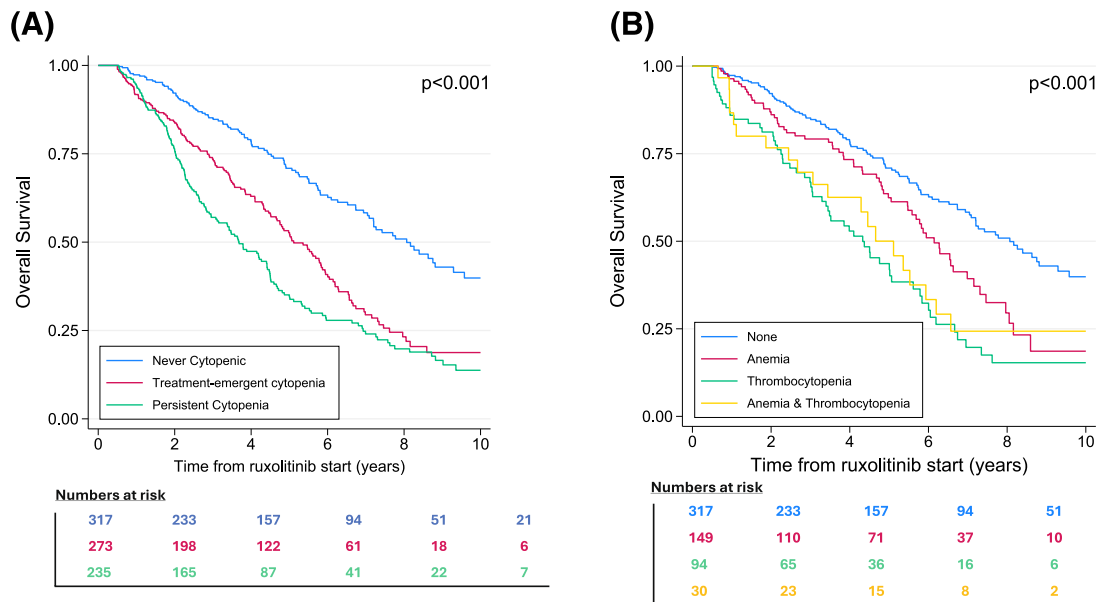 (A)
p<0.001
1.00
0.75
0.50
0.25
0.00
Overall Survival
Never Cytopenic
Treatment-emergent cytopenia
Persistent Cytopenia
0 2 4 6 8 10
Time from ruxolitinib start (years)
Numbers at risk
317 233 157 94 51 21
273 198 122 61 18 6
235 165 87 41 22 7
(B)
p<0.001
1.00
0.75
0.50
0.25
0.00
Overall Survival
None
Anemia
Thrombocytopenia
Anemia & Thrombocytopenia
0 2 4 6 8 10
Time from ruxolitinib start (years)
Numbers at risk
317 233 157 94 51
149 110 71 37 10
94 65 36 16 6
30 23 15 8 2